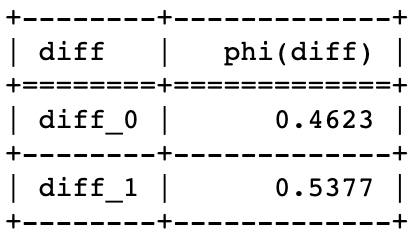 +--------+-------------+
| diff   |   phi(diff) |
+========+=============+
| diff_0 |      0.4623 |
+--------+-------------+
| diff_1 |      0.5377 |
+--------+-------------+